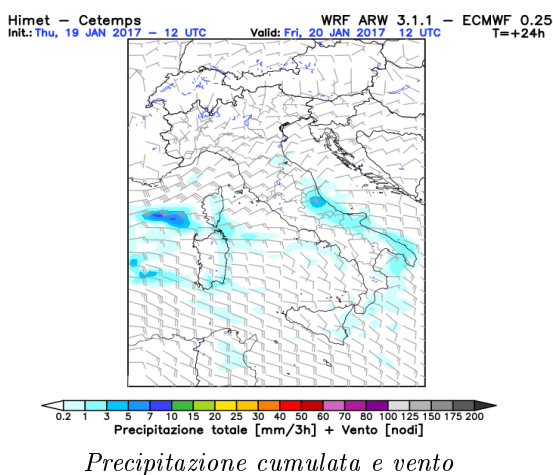 Himet – Cetemps WRF ARW 3.1.1 – ECMWF 0.25
Init.: Thu, 19 JAN 2017 – 12 UTC Valid: Fri, 20 JAN 2017 12 UTC T=+24h
0.2 1 3 5 7 10 15 20 25 30 40 50 60 70 80 100 125 150 175 200
Precipitazione totale [mm/3h] + Vento [nodi]
Precipitazione cumulata e vento